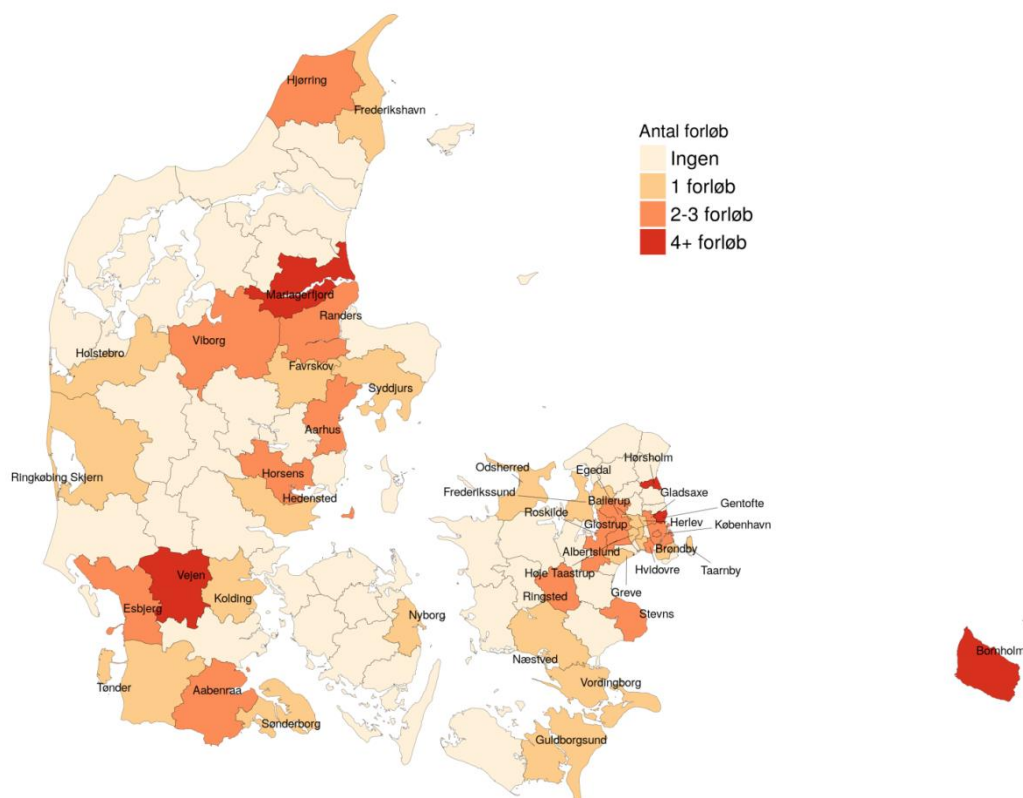 Hjørring
Frederikshavn
Antal forløb
Ingen
1 forløb
2-3 forløb
4+ forløb
Mariagerfjord
Randers
Viborg
Holstebro
Favrskov
Syddjurs
Aarhus
Horsens
Ringkøbing Skjern
Hedensted
Hørsholm
Odsherred
Egedal
Frederikssund
Ballerup
Gladsaxe
Gentofte
Roskilde
Glostrup
Herlev
København
Albertslund
Brøndby
Hvidovre
Taarnby
Høje Taastrup
Ringsted
Greve
Stevns
Vejen
Kolding
Esbjerg
Nyborg
Næstved
Bornholm
Tønder
Aabenraa
Vordingborg
Sønderborg
Guldborgsund